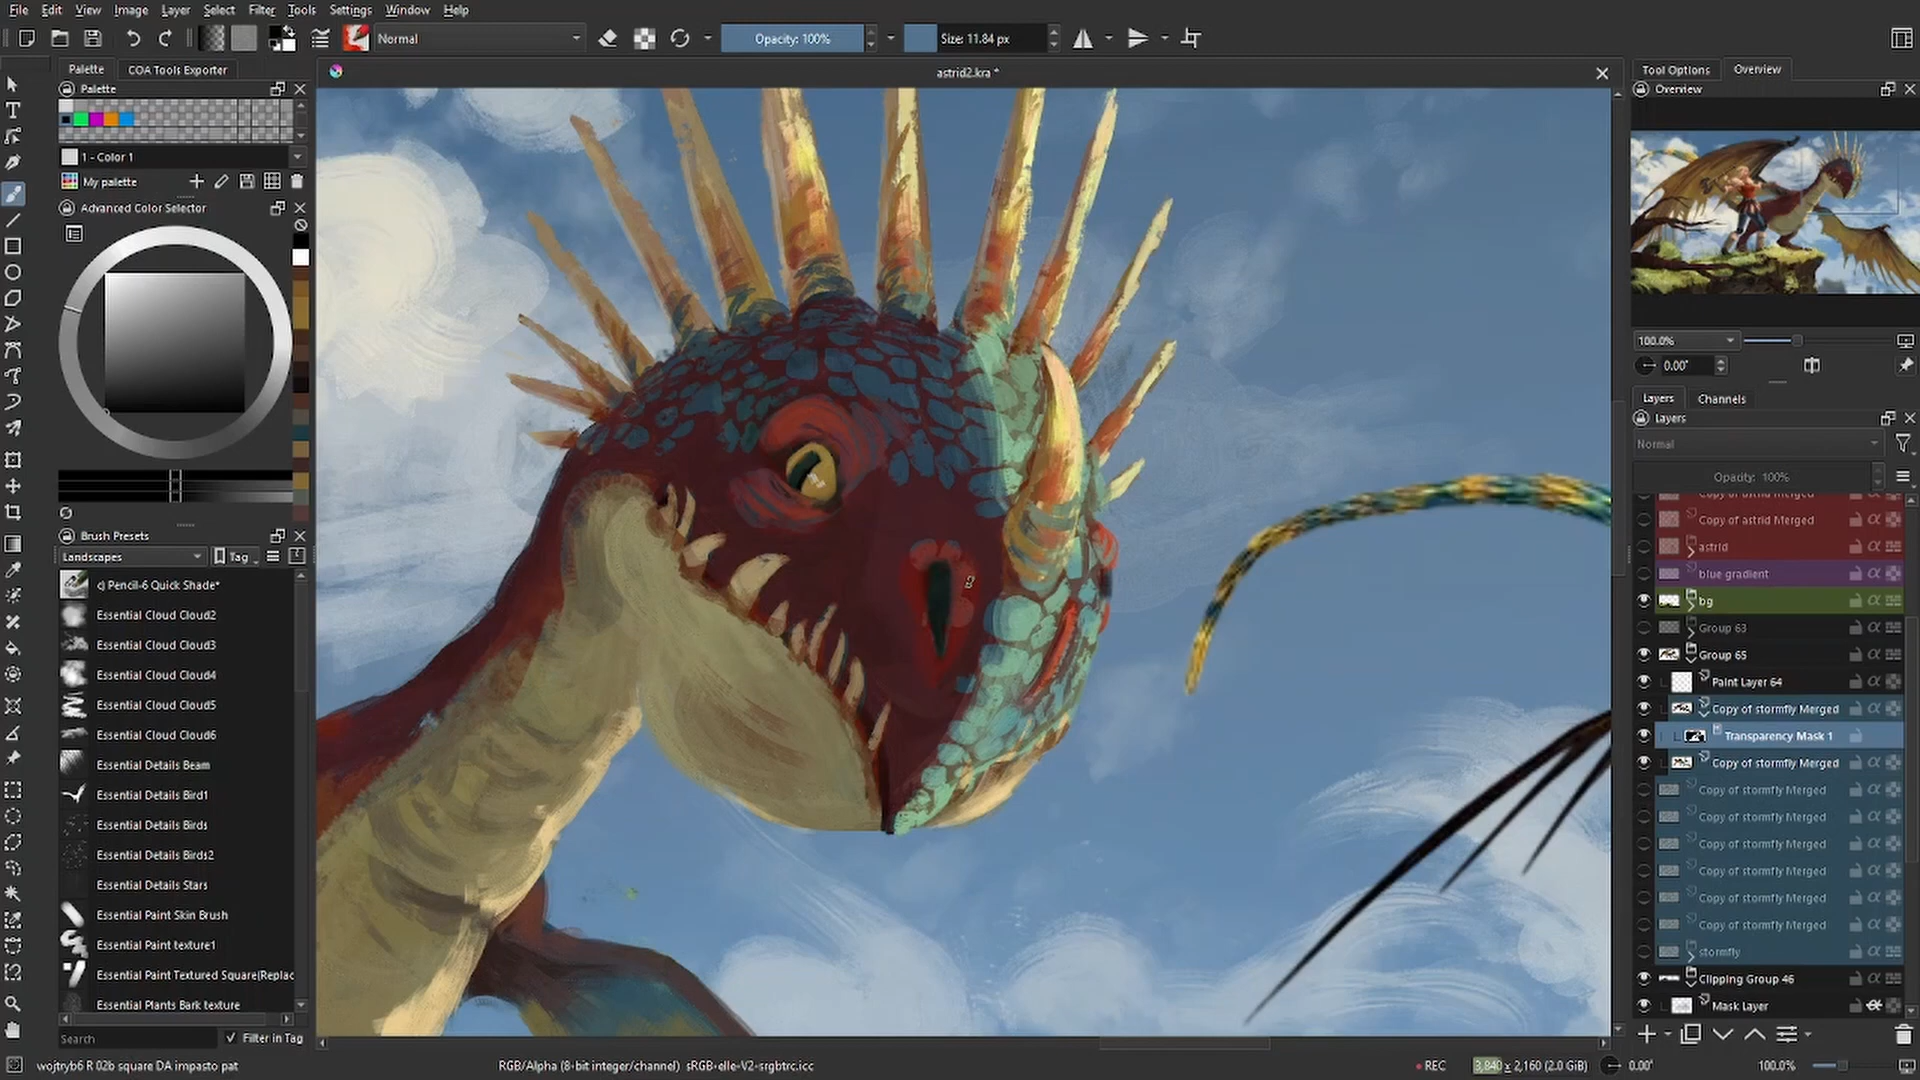 File Edit View Image Layer Select Filter Tools Settings Window Help
Normal Opacity: 100% Size: 11.84 px
Palette COA Tools Exporter
Palette
1 - Color 1
My palette
Advanced Color Selector
Brush Presets
Landscapes Tag
c) Pencil-6 Quick Shade*
Essential Cloud Cloud2
Essential Cloud Cloud3
Essential Cloud Cloud4
Essential Cloud Cloud5
Essential Cloud Cloud6
Essential Details Beam
Essential Details Bird1
Essential Details Birds
Essential Details Birds2
Essential Details Stars
Essential Paint Skin Brush
Essential Paint texture1
Essential Paint Textured Square(Replac
Essential Plants Bark texture
Search Filter in Tag
astrid2.kra *
Tool Options Overview
Overview
100.0%
0.00°
Layers Channels
Layers
Normal
Opacity: 100%
Copy of astrid Merged
Copy of astrid Merged
astrid
blue gradient
bg
Group 63
Group 65
Paint Layer 64
Copy of stormfly Merged
Transparency Mask 1
Copy of stormfly Merged
Copy of stormfly Merged
Copy of stormfly Merged
Copy of stormfly Merged
Copy of stormfly Merged
Copy of stormfly Merged
Copy of stormfly Merged
stormfly
Clipping Group 46
Mask Layer
wojtryb6 R 02b square DA impasto pat RGB/Alpha (8-bit integer/channel) sRGB-elle-V2-srgbtrc.icc REC 3,840 x 2,160 (2.0 GiB) 0.00° 100.0%